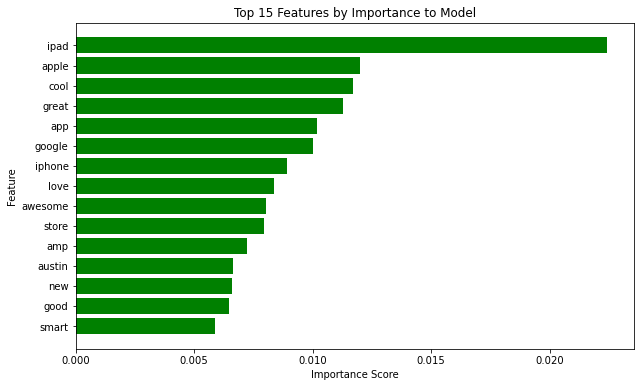 Top 15 Features by Importance to Model
ipad
apple
cool
great
app
google
iphone
love
awesome
store
amp
austin
new
good
smart
Feature
0.000 0.005 0.010 0.015 0.020
Importance Score